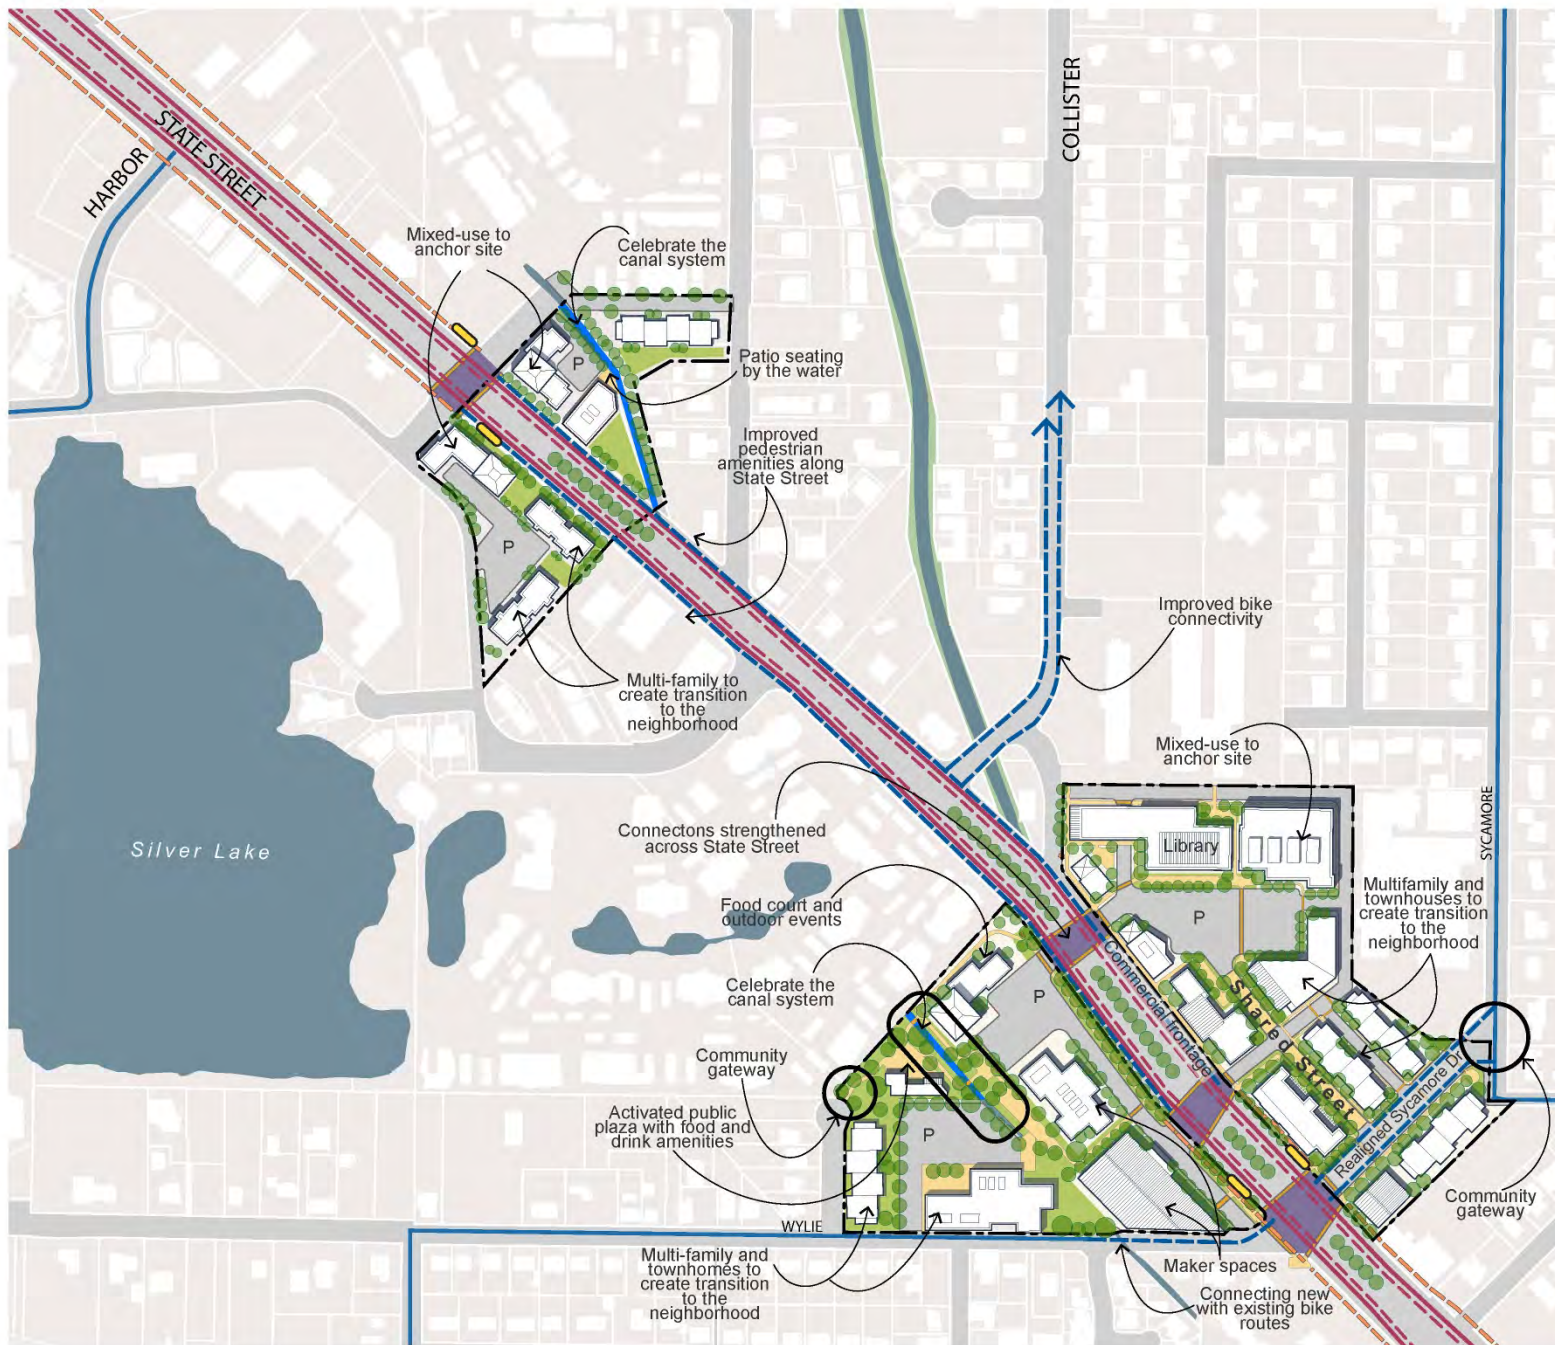 COLLISTER
STATE STREET
HARBOR
Mixed-use to
anchor site
Celebrate the
canal system
P
Patio seating
by the water
Improved
pedestrian
amenities along
State Street
P
Improved bike
connectivity
Multi-family to
create transition
to the
neighborhood
Mixed-use to
anchor site
SYCAMORE
Silver Lake
Connectons strengthened
across State Street
Library
Multifamily and
townhouses to
create transition
to the
neighborhood
Food court and
outdoor events
P
Commercial frontage
Celebrate the
canal system
P
Shared Street
Community
gateway
Realigned Sycamore Dr
Activated public
plaza with food and
drink amenities
P
Community
gateway
WYLIE
Multi-family and
townhomes to
create transition
to the
neighborhood
Maker spaces
Connecting new
with existing bike
routes